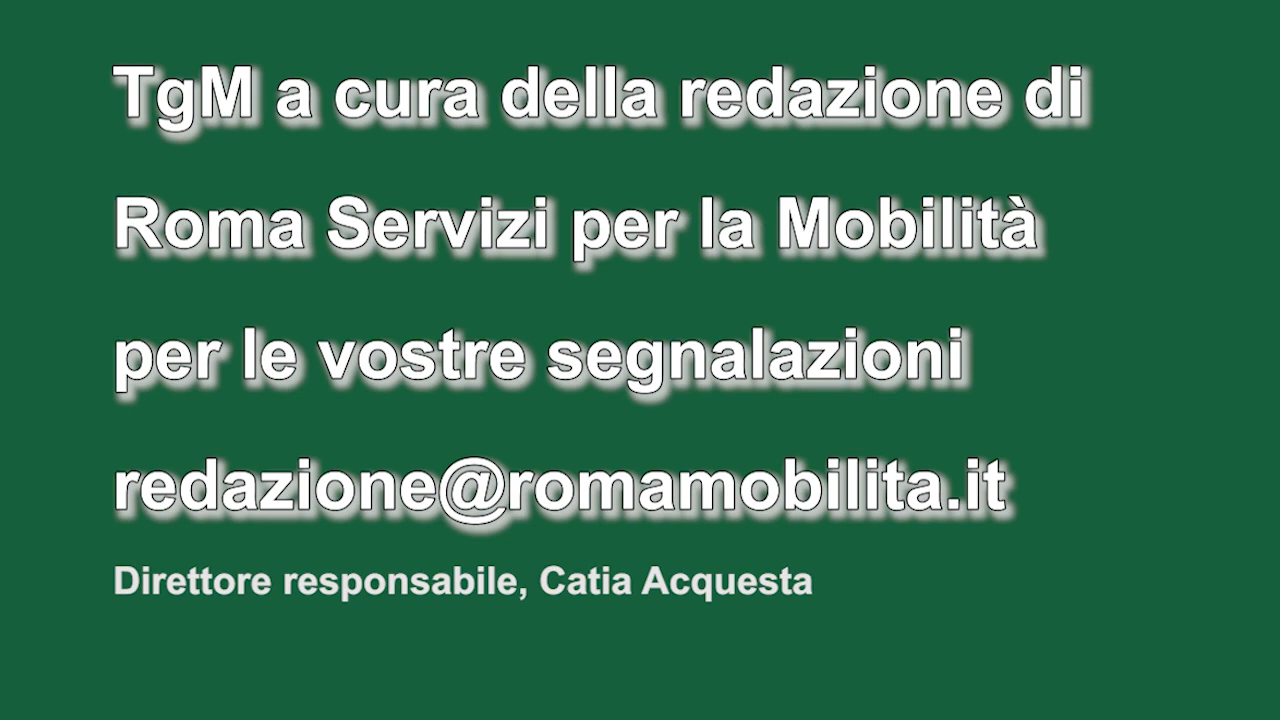 TgM a cura della redazione di
Roma Servizi per la Mobilità
per le vostre segnalazioni
redazione@romamobilita.it
Direttore responsabile, Catia Acquesta